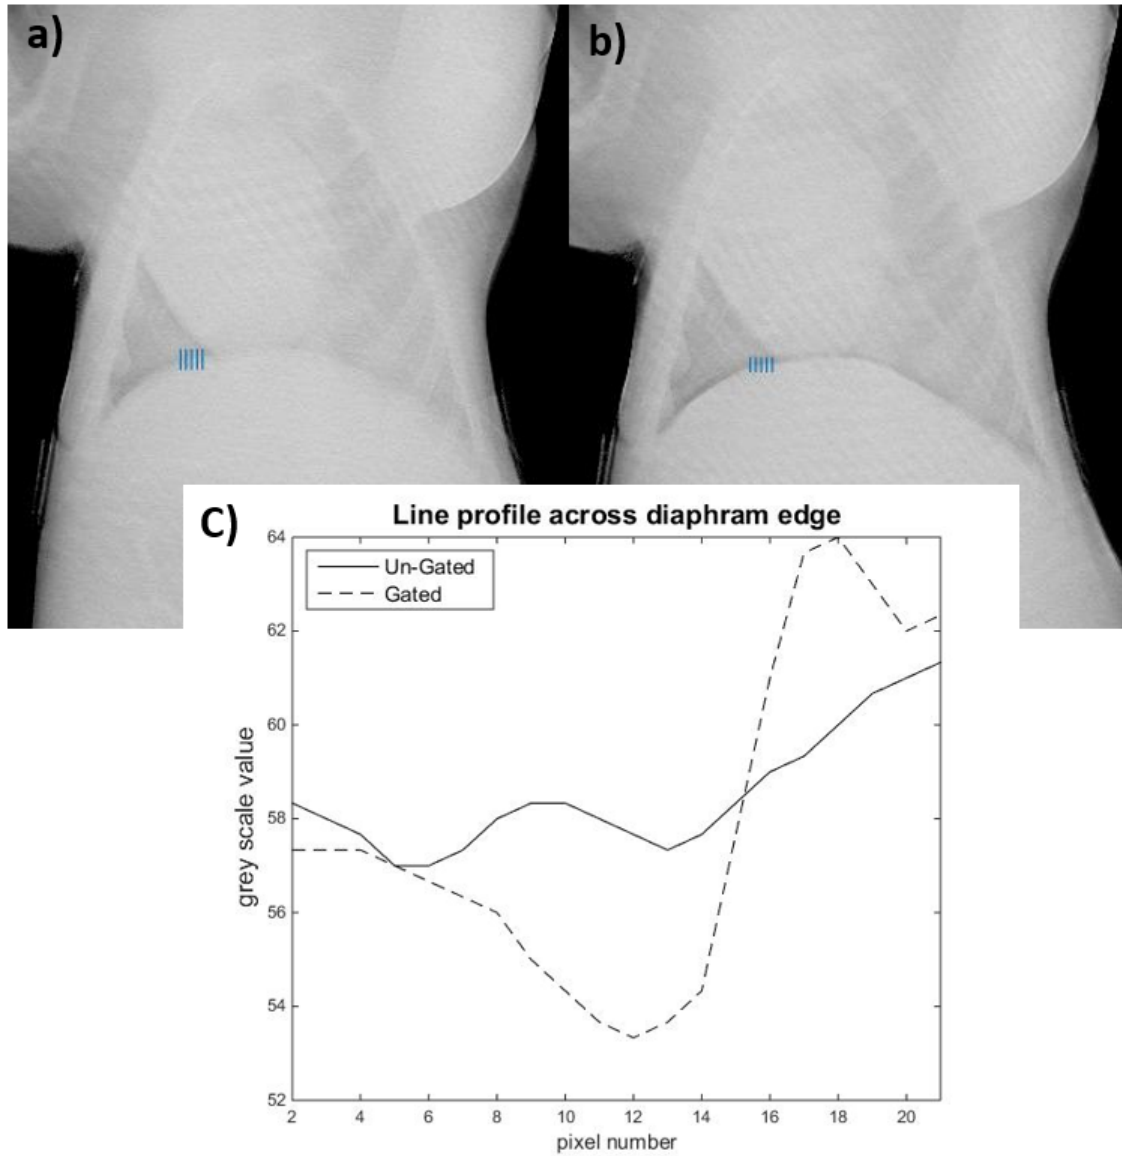 a)
b)
C)
Line profile across diaphram edge
Un-Gated
Gated
64
62
60
58
56
54
52
grey scale value
2 4 6 8 10 12 14 16 18 20
pixel number